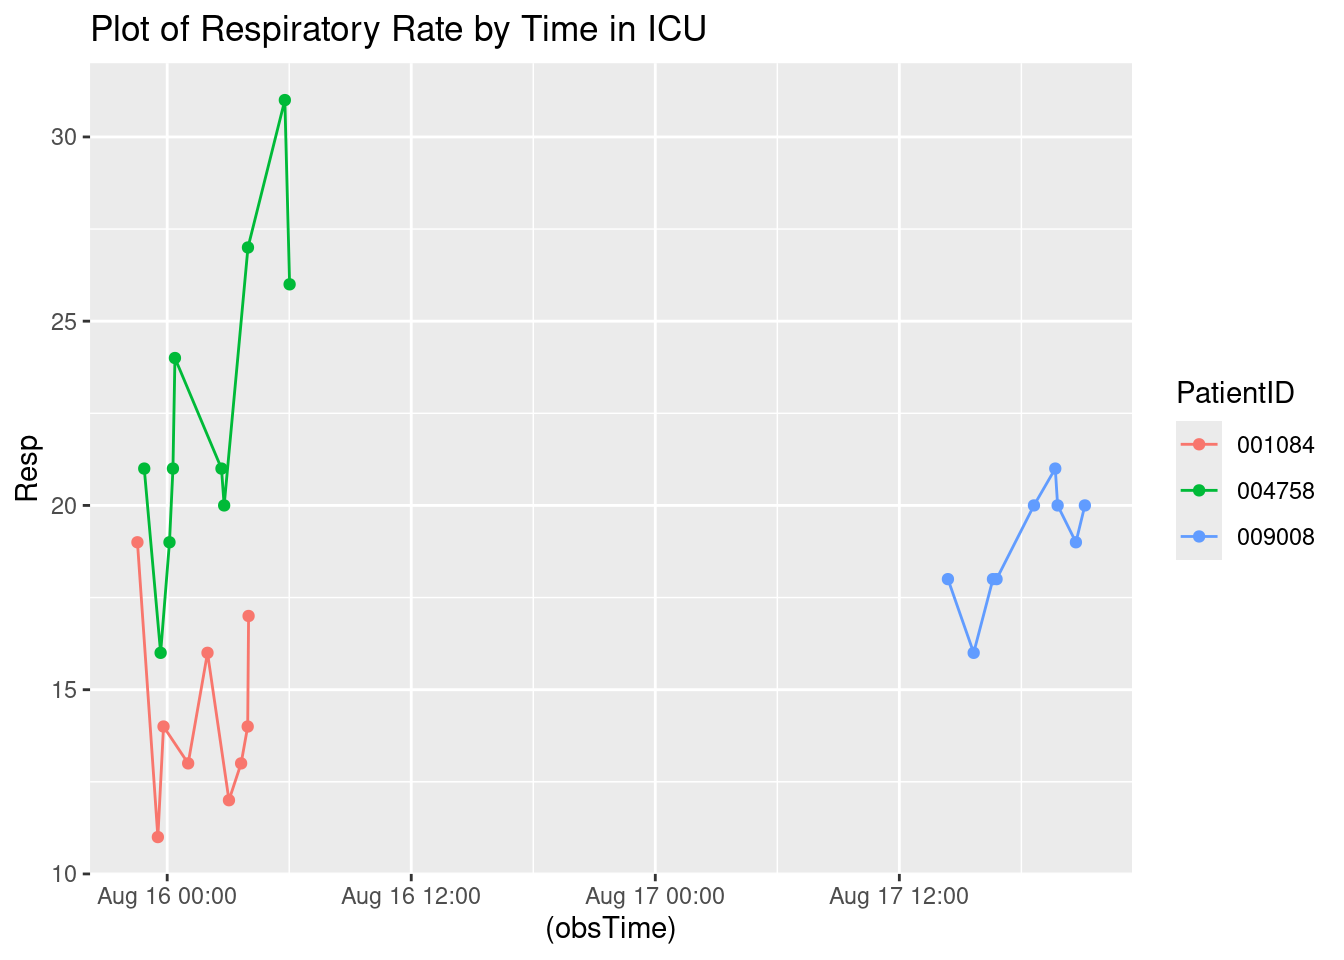 Plot of Respiratory Rate by Time in ICU
30
25
20
15
10
Resp
Aug 16 00:00 Aug 16 12:00 Aug 17 00:00 Aug 17 12:00
(obsTime)
PatientID
001084
004758
009008